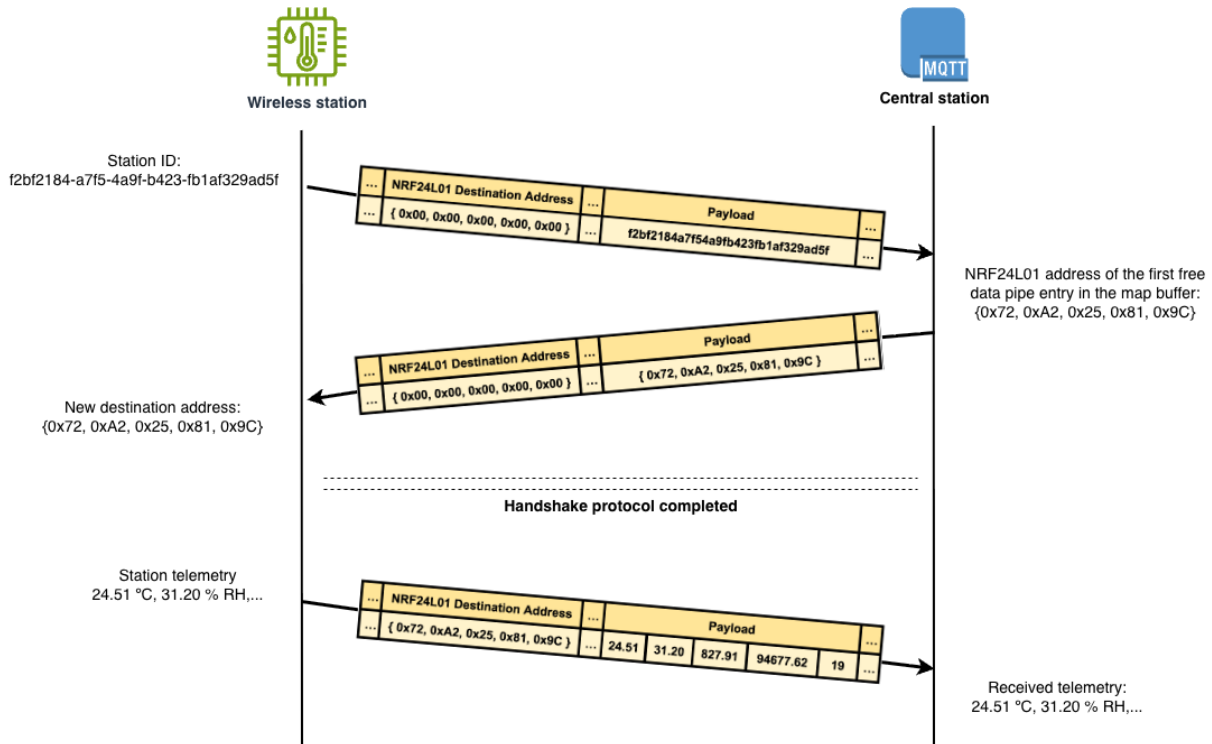 MQTT
Wireless station
Central station
Station ID:
f2bf2184-a7f5-4a9f-b423-fb1af329ad5f
... NRF24L01 Destination Address ... Payload ...
... { 0x00, 0x00, 0x00, 0x00, 0x00 } ... f2bf2184a7f54a9fb423fb1af329ad5f ...
NRF24L01 address of the first free
data pipe entry in the map buffer:
{0x72, 0xA2, 0x25, 0x81, 0x9C}
... NRF24L01 Destination Address ... Payload ...
... { 0x00, 0x00, 0x00, 0x00, 0x00 } ... { 0x72, 0xA2, 0x25, 0x81, 0x9C } ...
New destination address:
{0x72, 0xA2, 0x25, 0x81, 0x9C}
Handshake protocol completed
Station telemetry
24.51 ºC, 31.20 % RH,...
... NRF24L01 Destination Address ... Payload ...
... { 0x72, 0xA2, 0x25, 0x81, 0x9C } ... 24.51 31.20 827.91 94677.62 19 ...
Received telemetry:
24.51 ºC, 31.20 % RH,...